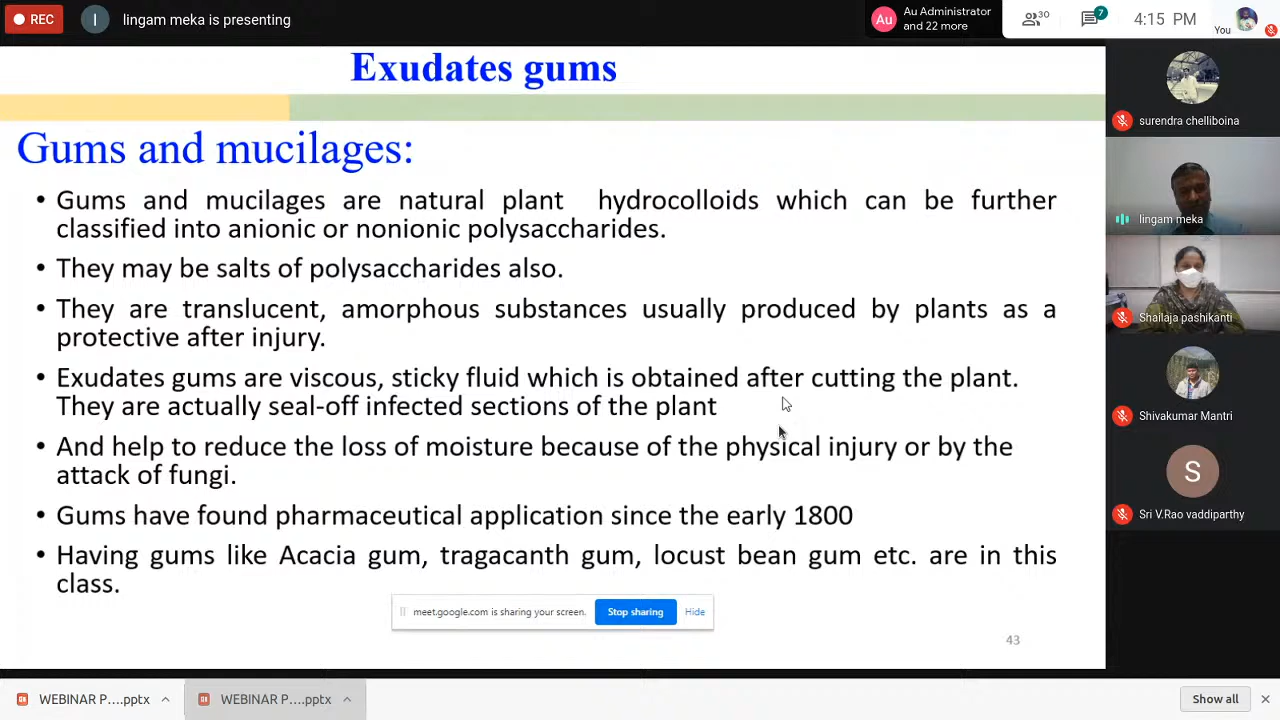 REC
I
lingam meka is presenting
Au
Au Administrator
and 22 more
30
7
4:15 PM
You
Exudates gums
Gums and mucilages:
• Gums and mucilages are natural plant hydrocolloids which can be further
classified into anionic or nonionic polysaccharides.
• They may be salts of polysaccharides also.
• They are translucent, amorphous substances usually produced by plants as a
protective after injury.
• Exudates gums are viscous, sticky fluid which is obtained after cutting the plant.
They are actually seal-off infected sections of the plant
• And help to reduce the loss of moisture because of the physical injury or by the
attack of fungi.
• Gums have found pharmaceutical application since the early 1800
• Having gums like Acacia gum, tragacanth gum, locust bean gum etc. are in this
class.
meet.google.com is sharing your screen.
Stop sharing
Hide
43
surendra chelliboina
lingam meka
Shailaja pashikanti
Shivakumar Mantri
S
Sri V.Rao vaddiparthy
WEBINAR P....pptx
WEBINAR P....pptx
Show all